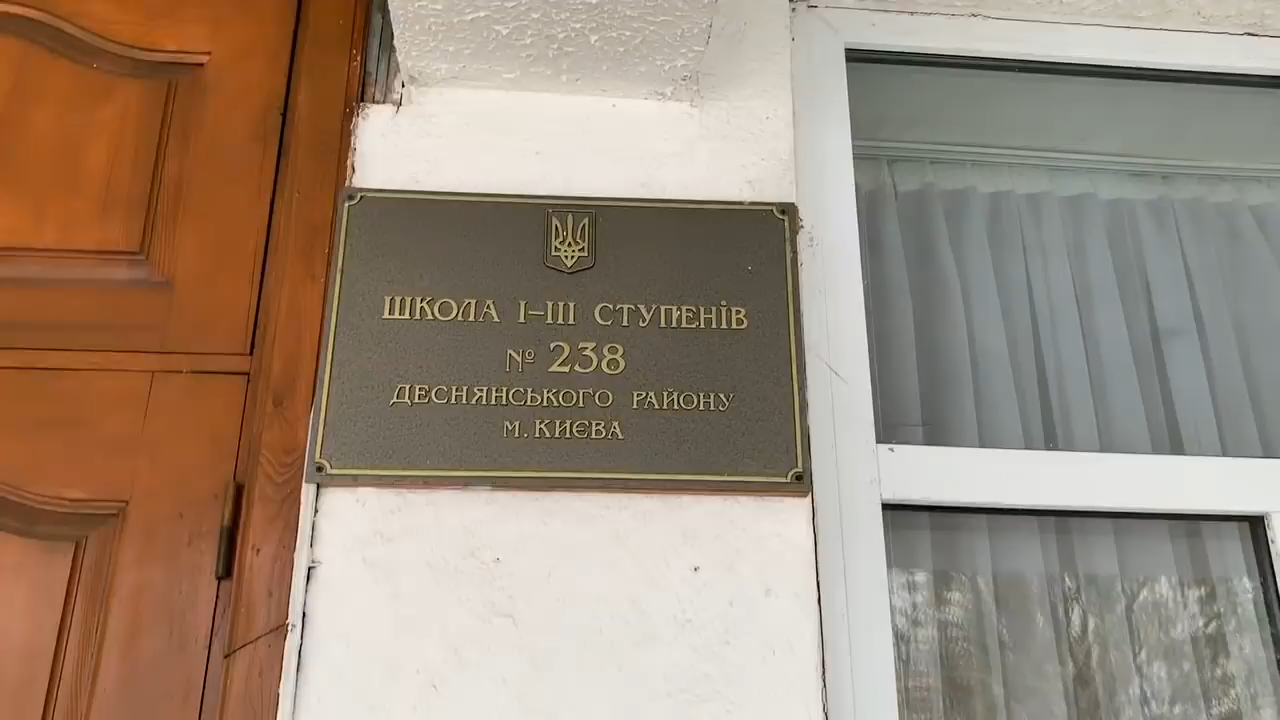 ШКОЛА І–ІІІ СТУПЕНІВ
№ 238
ДЕСНЯНСЬКОГО РАЙОНУ
М. КИЄВА